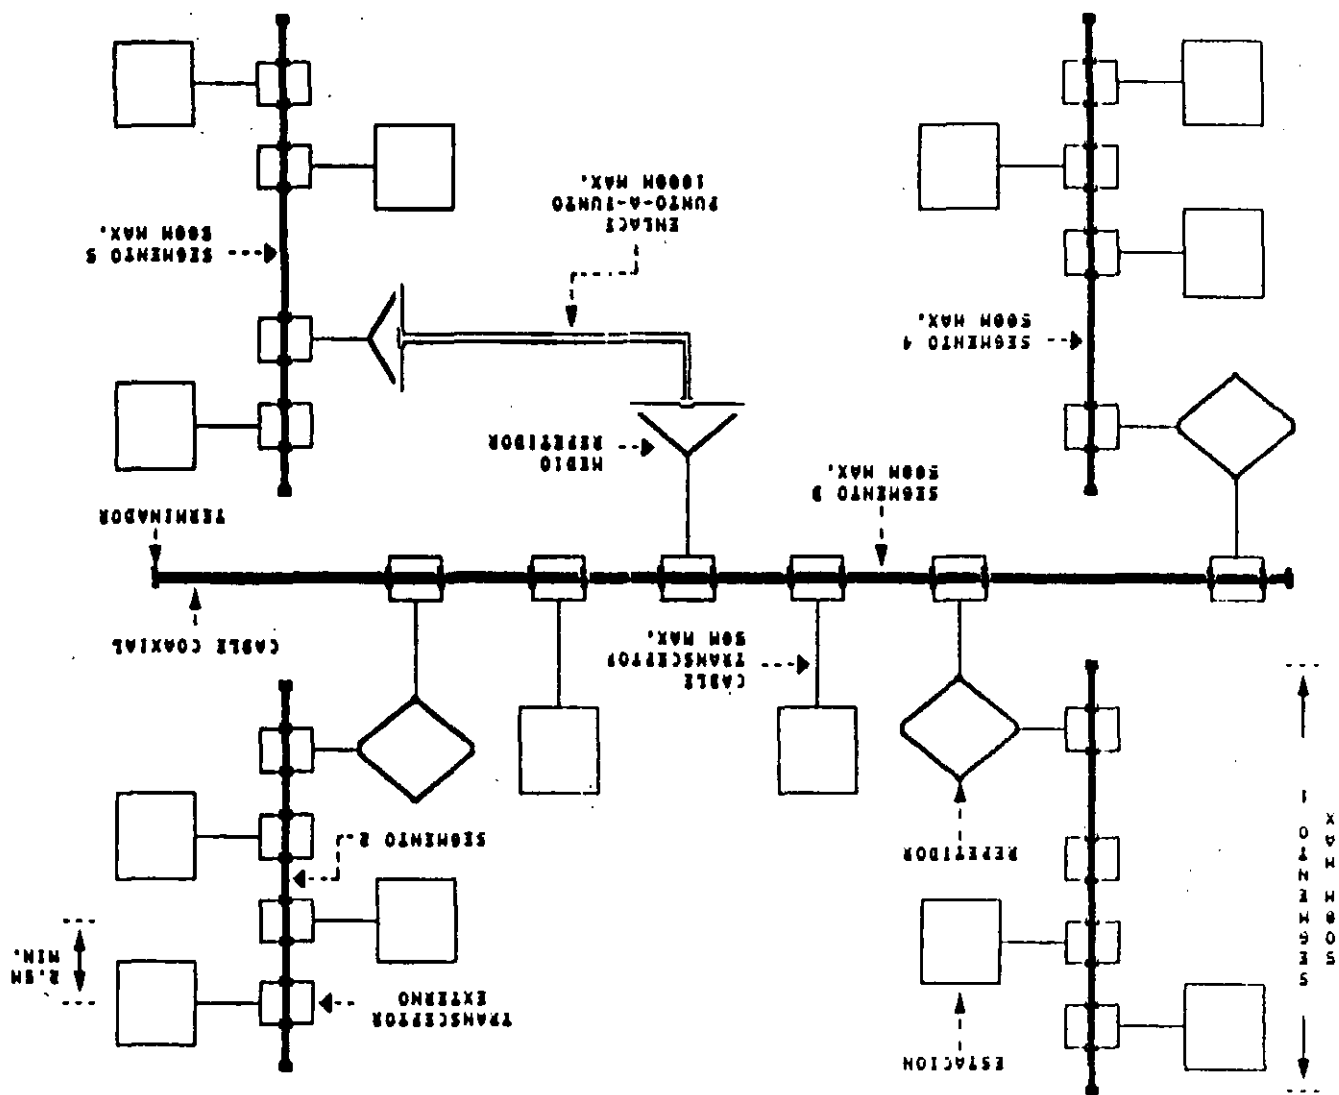 SEGMENTO 1
500M MAX
ESTACION
TRANSCEPTOR
EXTERNO
2.5M
MIN.
REPETIDOR
SEGMENTO 2
CABLE
TRANSCEPTOR
50M MAX.
CABLE COAXIAL
SEGMENTO 3
500M MAX.
TERMINADOR
MEDIO
REPETIDOR
SEGMENTO 4
500M MAX.
SEGMENTO 5
500M MAX.
ENLACE
PUNTO-A-PUNTO
1000M MAX.